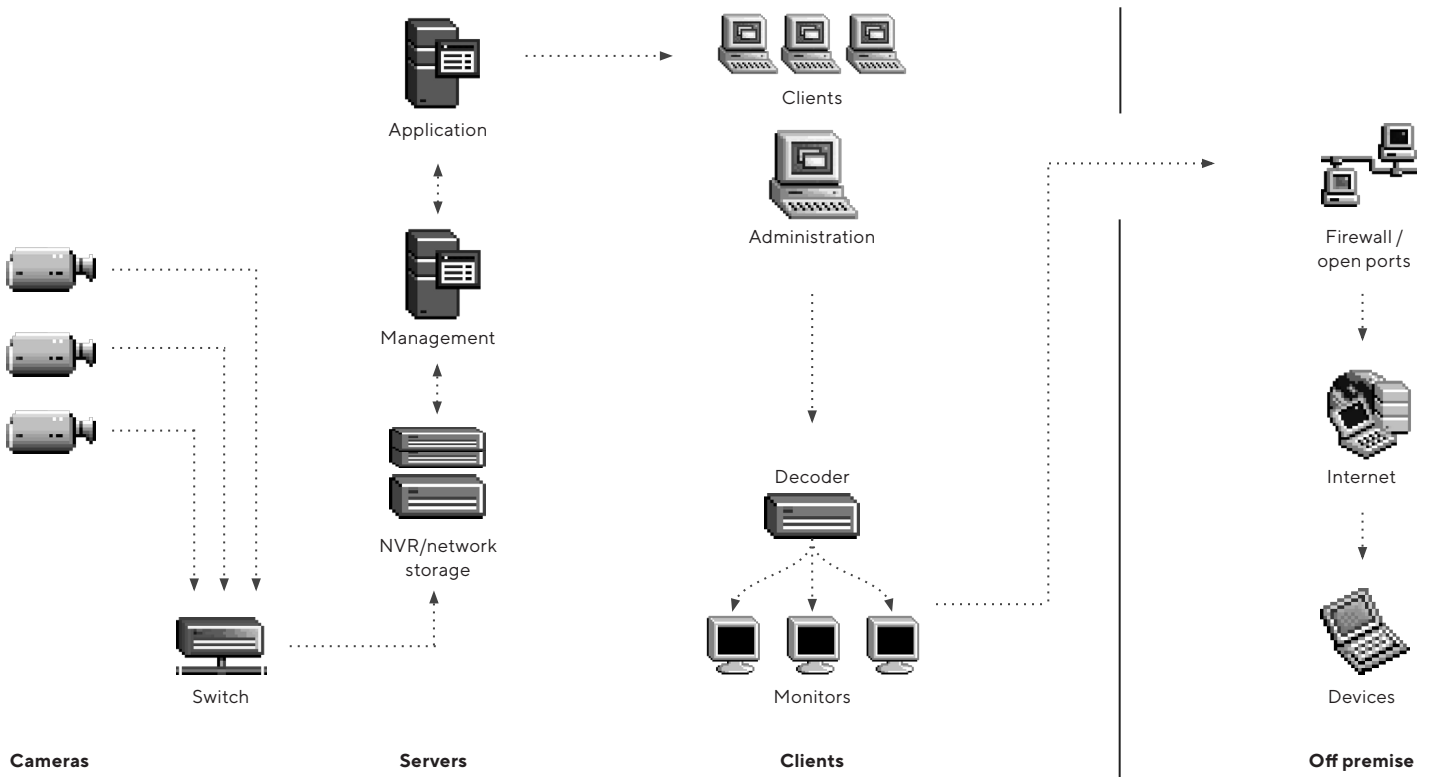 Application
Clients
Administration
Firewall /
open ports
Management
Decoder
Internet
NVR/network
storage
Switch
Monitors
Devices
Cameras
Servers
Clients
Off premise